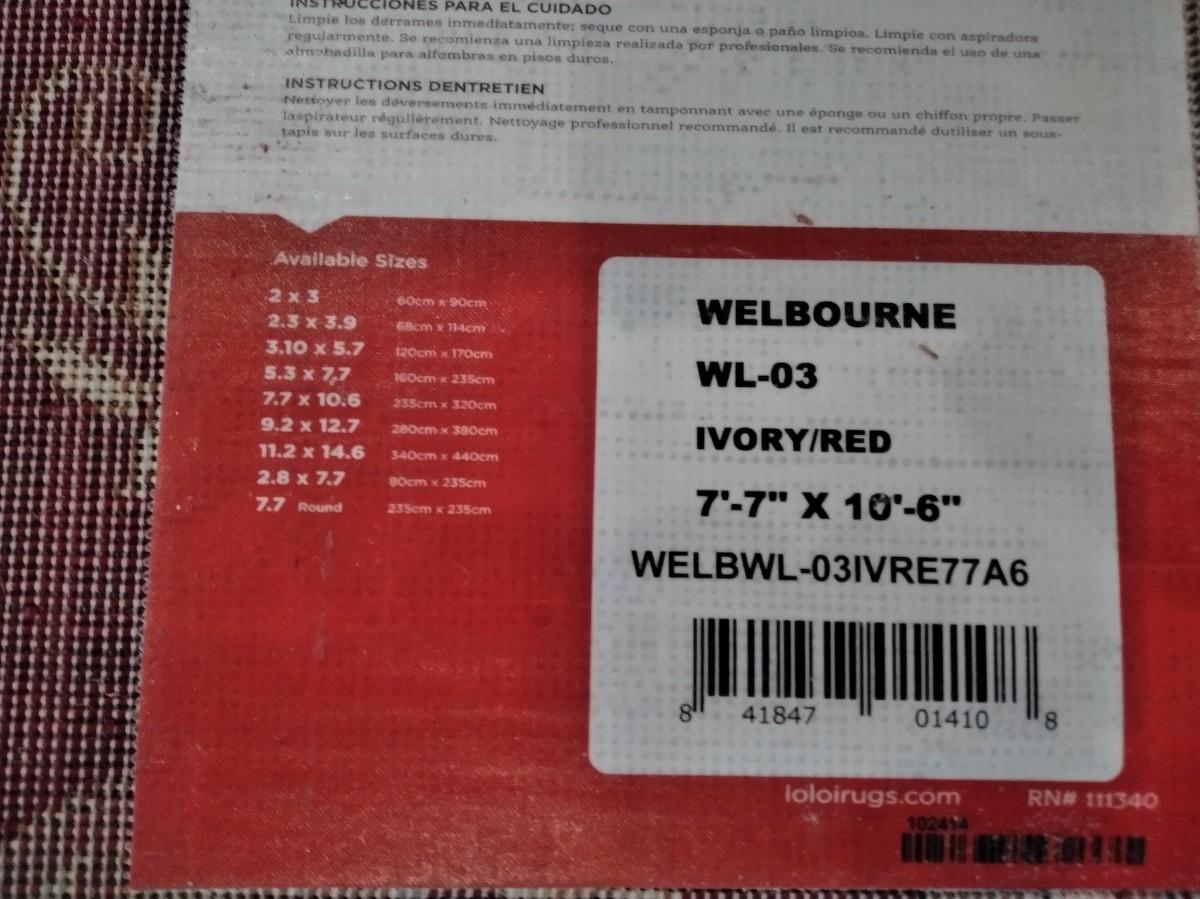 INSTRUCCIONES PARA EL CUIDADO
Limpie los derrames inmediatamente; seque con una esponja o paño limpios. Limpie con aspiradora
regularmente. Se recomienza una limpieza realizada por profesionales. Se recomienda el uso de una
almohadilla para alfombras en pisos duros.
INSTRUCTIONS DENTRETIEN
Nettoyer les déversements immédiatement en tamponnant avec une éponge ou un chiffon propre. Passer
laspirateur régulièrement. Nettoyage professionnel recommandé. Il est recommandé dutiliser un sous-
tapis sur les surfaces dures.
Available Sizes
2 x 3 60cm x 90cm
2.3 x 3.9 68cm x 114cm
3.10 x 5.7 120cm x 170cm
5.3 x 7.7 160cm x 235cm
7.7 x 10.6 235cm x 320cm
9.2 x 12.7 280cm x 380cm
11.2 x 14.6 340cm x 440cm
2.8 x 7.7 80cm x 235cm
7.7 Round 235cm x 235cm
WELBOURNE
WL-03
IVORY/RED
7'-7" X 10'-6"
WELBWL-03IVRE77A6
8 41847 01410 8
loloirugs.com RN# 111340
102414